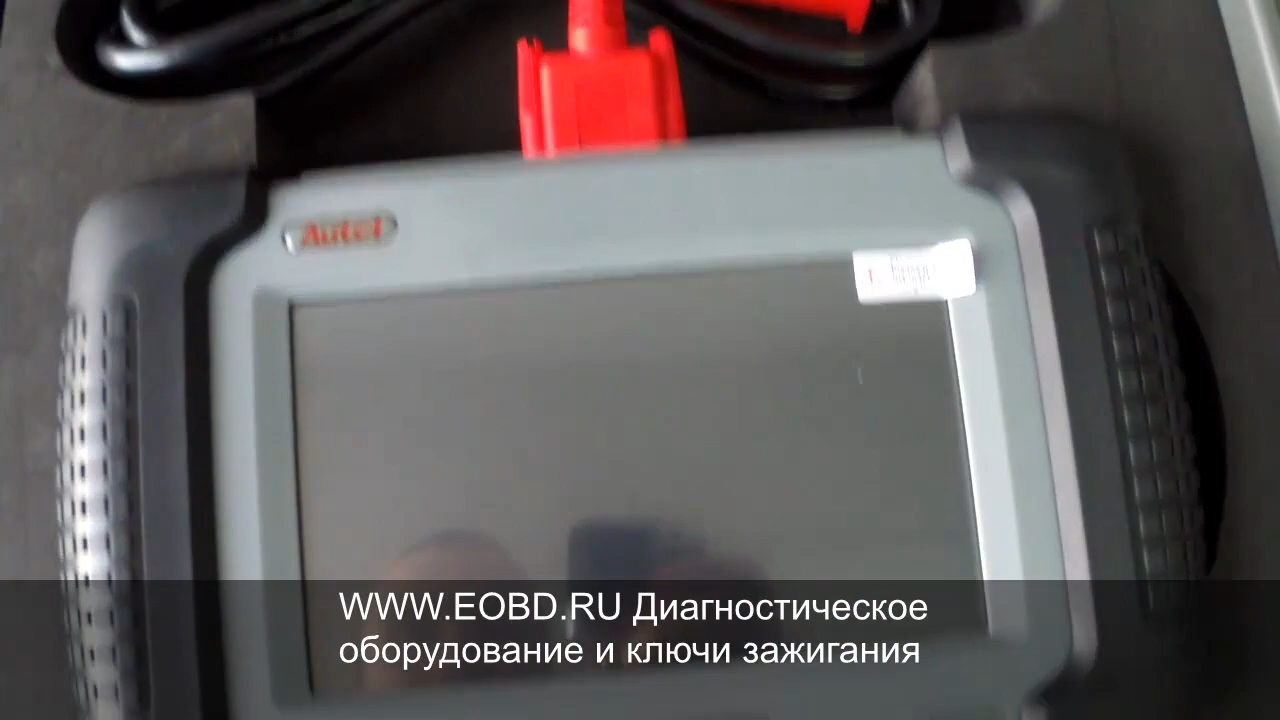 Autel
WWW.EOBD.RU Диагностическое
оборудование и ключи зажигания